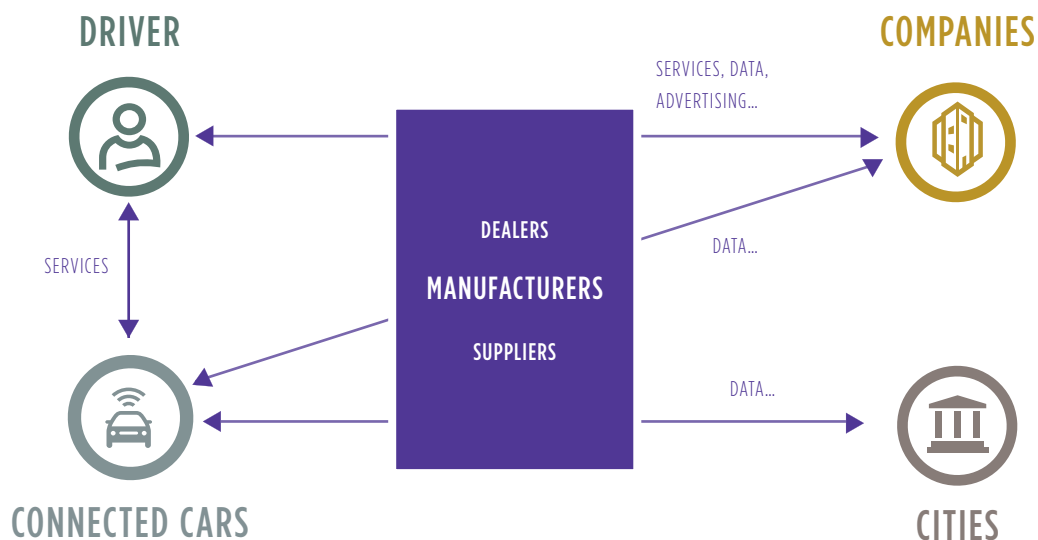 DRIVER
COMPANIES
SERVICES, DATA,
ADVERTISING...
DEALERS
DATA...
SERVICES
MANUFACTURERS
SUPPLIERS
DATA...
CONNECTED CARS
CITIES